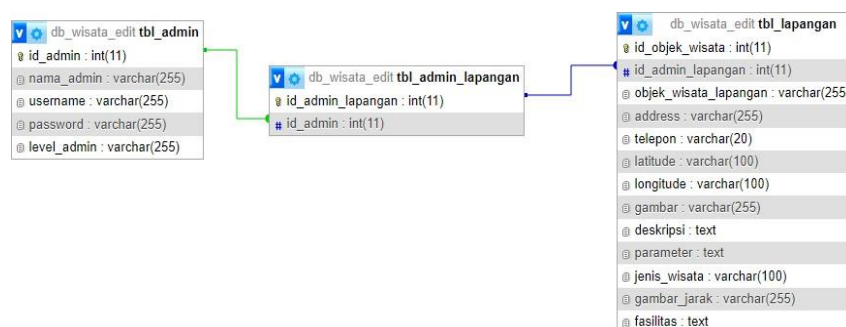 db_wisata_edit tbl_admin
id_admin : int(11)
nama_admin : varchar(255)
username : varchar(255)
password : varchar(255)
level_admin : varchar(255)
db_wisata_edit tbl_admin_lapangan
id_admin_lapangan : int(11)
# id_admin : int(11)
db_wisata_edit tbl_lapangan
id_objek_wisata : int(11)
# id_admin_lapangan : int(11)
objek_wisata_lapangan : varchar(255
address : varchar(255)
telepon : varchar(20)
latitude : varchar(100)
longitude : varchar(100)
gambar : varchar(255)
deskripsi : text
parameter : text
jenis_wisata : varchar(100)
gambar_jarak : varchar(255)
fasilitas : text